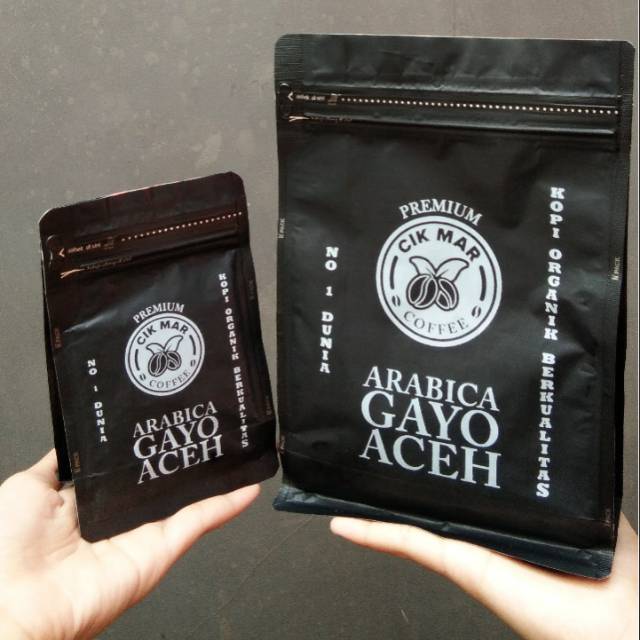 PREMIUM
CIK MAR
COFFEE
NO 1 DUNIA
KOPI ORGANIK BERKUALITAS
ARABICA
GAYO
ACEH
PREMIUM
CIK MAR
COFFEE
NO 1 DUNIA
KOPI ORGANIK BERKUALITAS
ARABICA
GAYO
ACEH